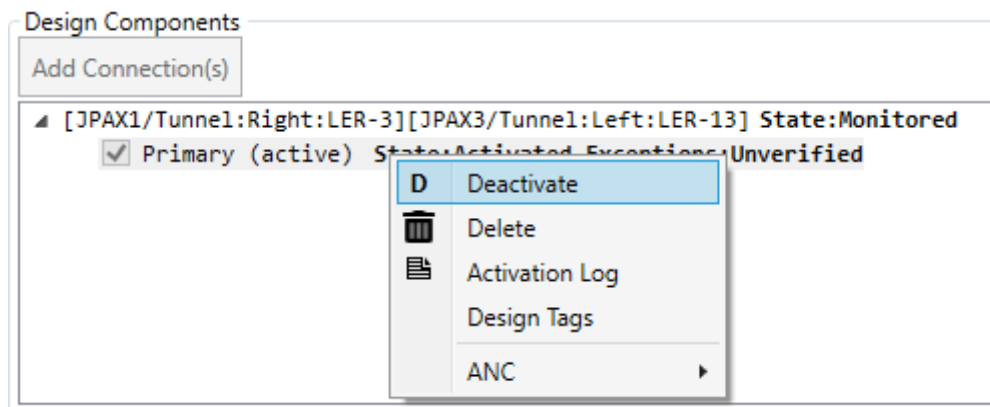 Design Components
Add Connection(s)
[JPAX1/Tunnel:Right:LER-3][JPAX3/Tunnel:Left:LER-13] State:Monitored
Primary (active) State:Activated Exceptions:Unverified
D Deactivate
Delete
Activation Log
Design Tags
ANC